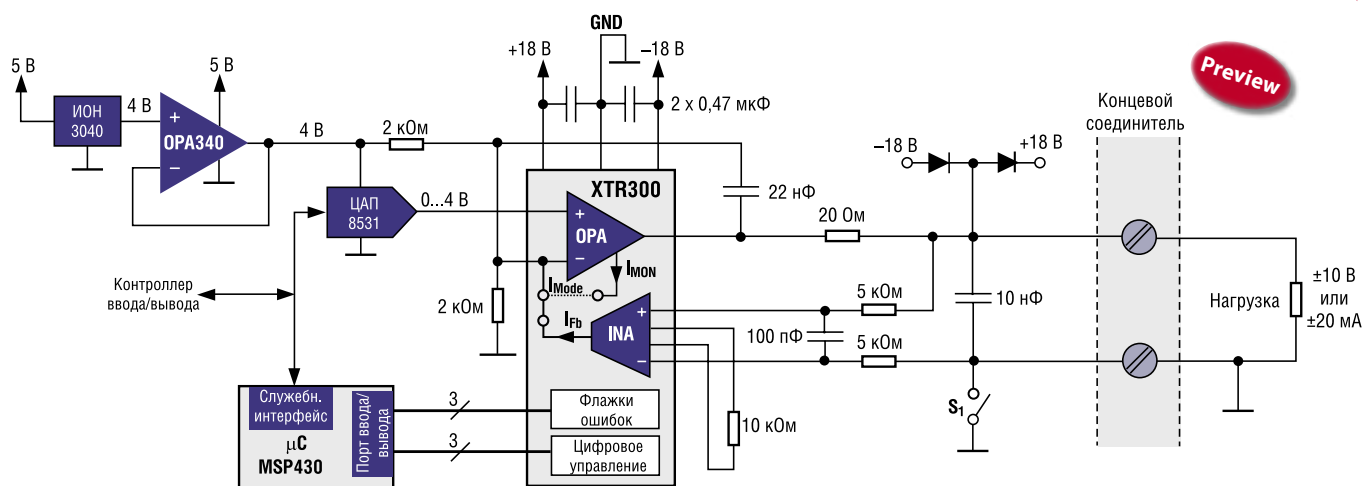 GND
+18 В
–18 В
Preview
5 В
5 В
4 В
ИОН
3040
OPA340
4 В
2 кОм
2 x 0,47 мкФ
Концевой
соединитель
–18 В
+18 В
XTR300
22 нФ
ЦАП
8531
0...4 В
OPA
20 Ом
I MON
I Mode
Контроллер
ввода/вывода
2 кОм
I Fb
INA
5 кОм
100 пФ
5 кОм
10 нФ
Нагрузка
±10 В
или
±20 мА
10 кОм
S1
Служебн.
интерфейс
Порт ввода/
вывода
µC
MSP430
3
3
Флажки
ошибок
Цифровое
управление